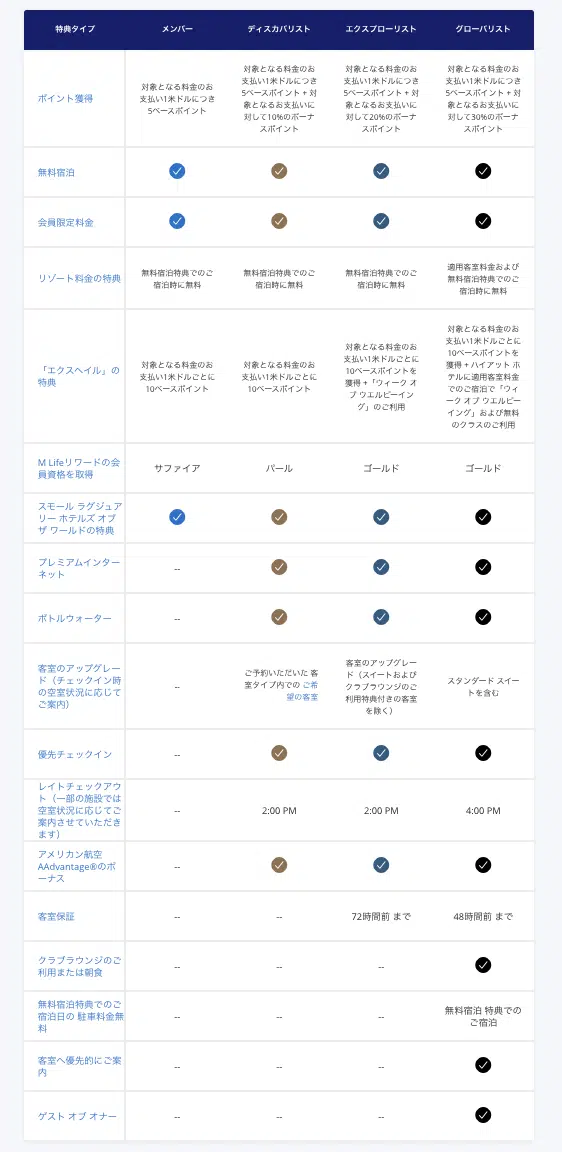 特典タイプ
メンバー
ディスカバリスト
エクスプローリスト
グローバリスト
ポイント獲得
対象となる料金のお
支払い1米ドルにつき
5ベースポイント
対象となる料金のお
支払い1米ドルにつき
5ベースポイント + 対
象となるお支払いに
対して10%のボーナ
スポイント
対象となる料金のお
支払い1米ドルにつき
5ベースポイント + 対
象となるお支払いに
対して20%のボーナ
スポイント
対象となる料金のお
支払い1米ドルにつき
5ベースポイント + 対
象となるお支払いに
対して30%のボーナ
スポイント
無料宿泊
会員限定料金
リゾート料金の特典
無料宿泊特典でのご
宿泊時に無料
無料宿泊特典でのご
宿泊時に無料
無料宿泊特典でのご
宿泊時に無料
適用客室料金および
無料宿泊特典でのご
宿泊時に無料
「エクスヘイル」の
特典
対象となる料金のお
支払い1米ドルごとに
10ベースポイント
対象となる料金のお
支払い1米ドルごとに
10ベースポイント
対象となる料金のお
支払い1米ドルごとに
10ベースポイントを
獲得 +「ウィーク オ
ブ ウエルビーイン
グ」のご利用
対象となる料金のお
支払い1米ドルごとに
10ベースポイントを
獲得 + ハイアット ホ
テルに適用客室料金
でのご宿泊で「ウィ
ーク オブ ウエルビー
イング」および無料
のクラスのご利用
M Lifeリワードの会
員資格を取得
サファイア
パール
ゴールド
ゴールド
スモール ラグジュア
リー ホテルズ オブ
ザ ワールドの特典
プレミアムインター
ネット
--
ボトルウォーター
--
客室のアップグレー
ド（チェックイン時
の空室状況に応じて
ご案内）
--
ご予約いただいた 客
室タイプ内での ご希
望の客室
客室のアップグレー
ド（スイートおよび
クラブラウンジのご
利用特典付きの客室
を除く）
スタンダード スイー
トを含む
優先チェックイン
--
レイトチェックアウ
ト（一部の施設では
空室状況に応じてご
案内させていただき
ます）
--
2:00 PM
2:00 PM
4:00 PM
アメリカン航空
AAdvantage®のボ
ーナス
--
客室保証
--
--
72時間前 まで
48時間前 まで
クラブラウンジのご
利用または朝食
--
--
--
無料宿泊特典でのご
宿泊日の 駐車料金無
料
--
--
--
無料宿泊 特典での
ご宿泊
客室へ優先的にご案
内
--
--
--
ゲスト オブ オナー
--
--
--